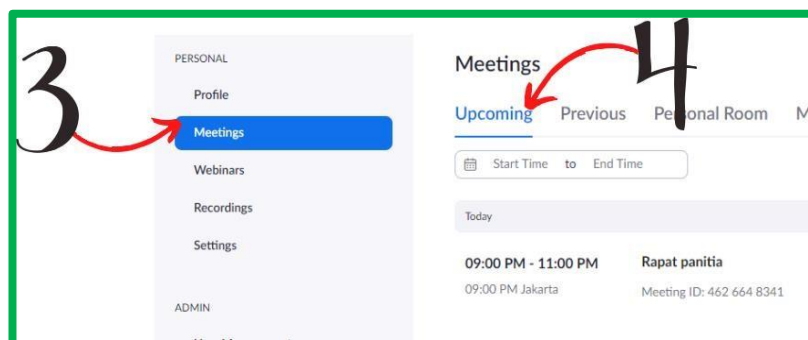 3
4
PERSONAL
Profile
Meetings
Webinars
Recordings
Settings
ADMIN
Meetings
Upcoming Previous Personal Room M
Start Time to End Time
Today
09:00 PM - 11:00 PM Rapat panitia
09:00 PM Jakarta Meeting ID: 462 664 8341